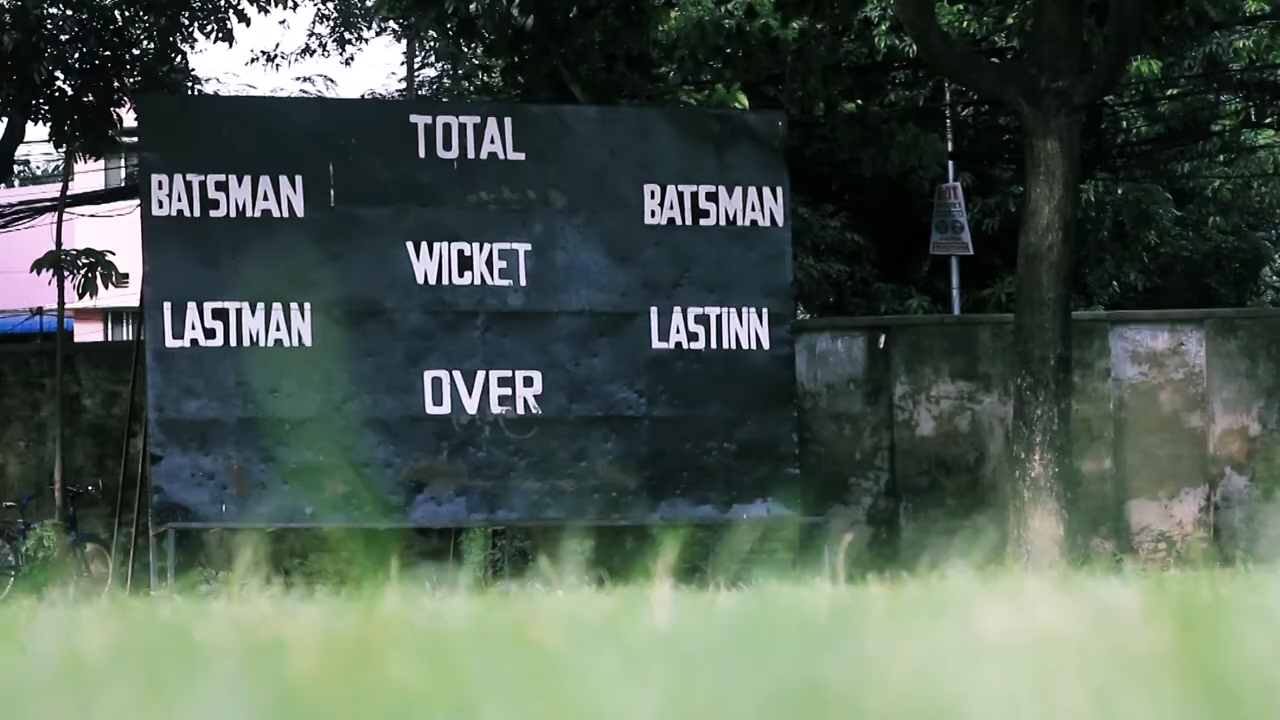 TOTAL
BATSMAN BATSMAN
WICKET
LASTMAN LASTINN
OVER